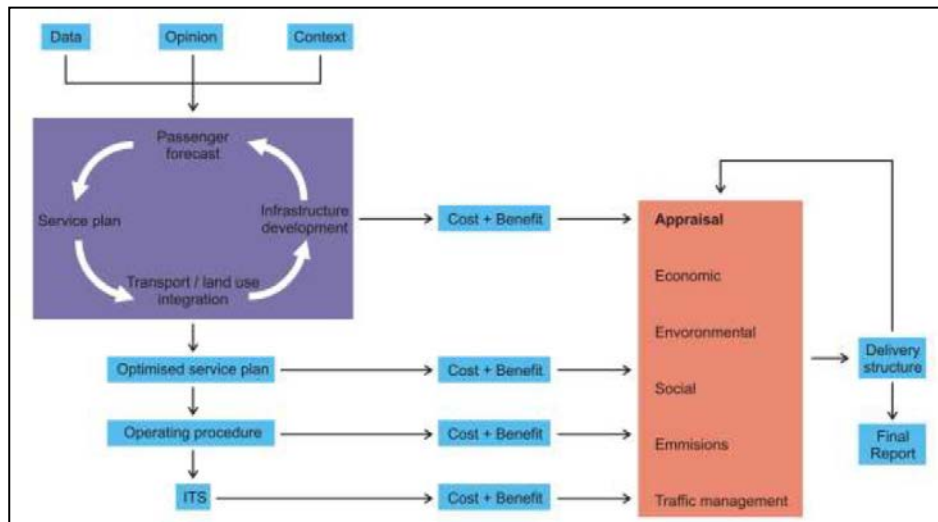 Data
Opinion
Context
Passenger
forecast
Service plan
Infrastructure
development
Transport / land use
integration
Cost + Benefit
Appraisal
Economic
Envoronmental
Social
Emmisions
Traffic management
Optimised service plan
Cost + Benefit
Operating procedure
Cost + Benefit
ITS
Cost + Benefit
Delivery
structure
Final
Report